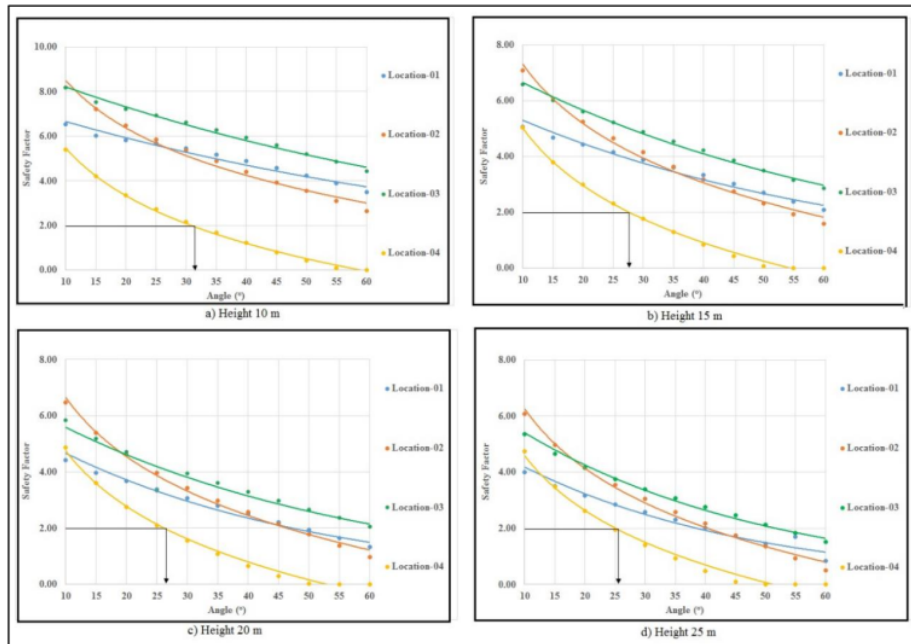 10.00
8.00
6.00
4.00
2.00
0.00
Safety Factor
10 15 20 25 30 35 40 45 50 55 60
Angle (°)
Location-01
Location-02
Location-03
Location-04
a) Height 10 m
8.00
6.00
4.00
2.00
0.00
Safety Factor
10 15 20 25 30 35 40 45 50 55 60
Angle (°)
Location-01
Location-02
Location-03
Location-04
b) Height 15 m
8.00
6.00
4.00
2.00
0.00
Safety Factor
10 15 20 25 30 35 40 45 50 55 60
Angle (°)
Location-01
Location-02
Location-03
Location-04
c) Height 20 m
8.00
6.00
4.00
2.00
0.00
Safety Factor
10 15 20 25 30 35 40 45 50 55 60
Angle (°)
Location-01
Location-02
Location-03
Location-04
d) Height 25 m